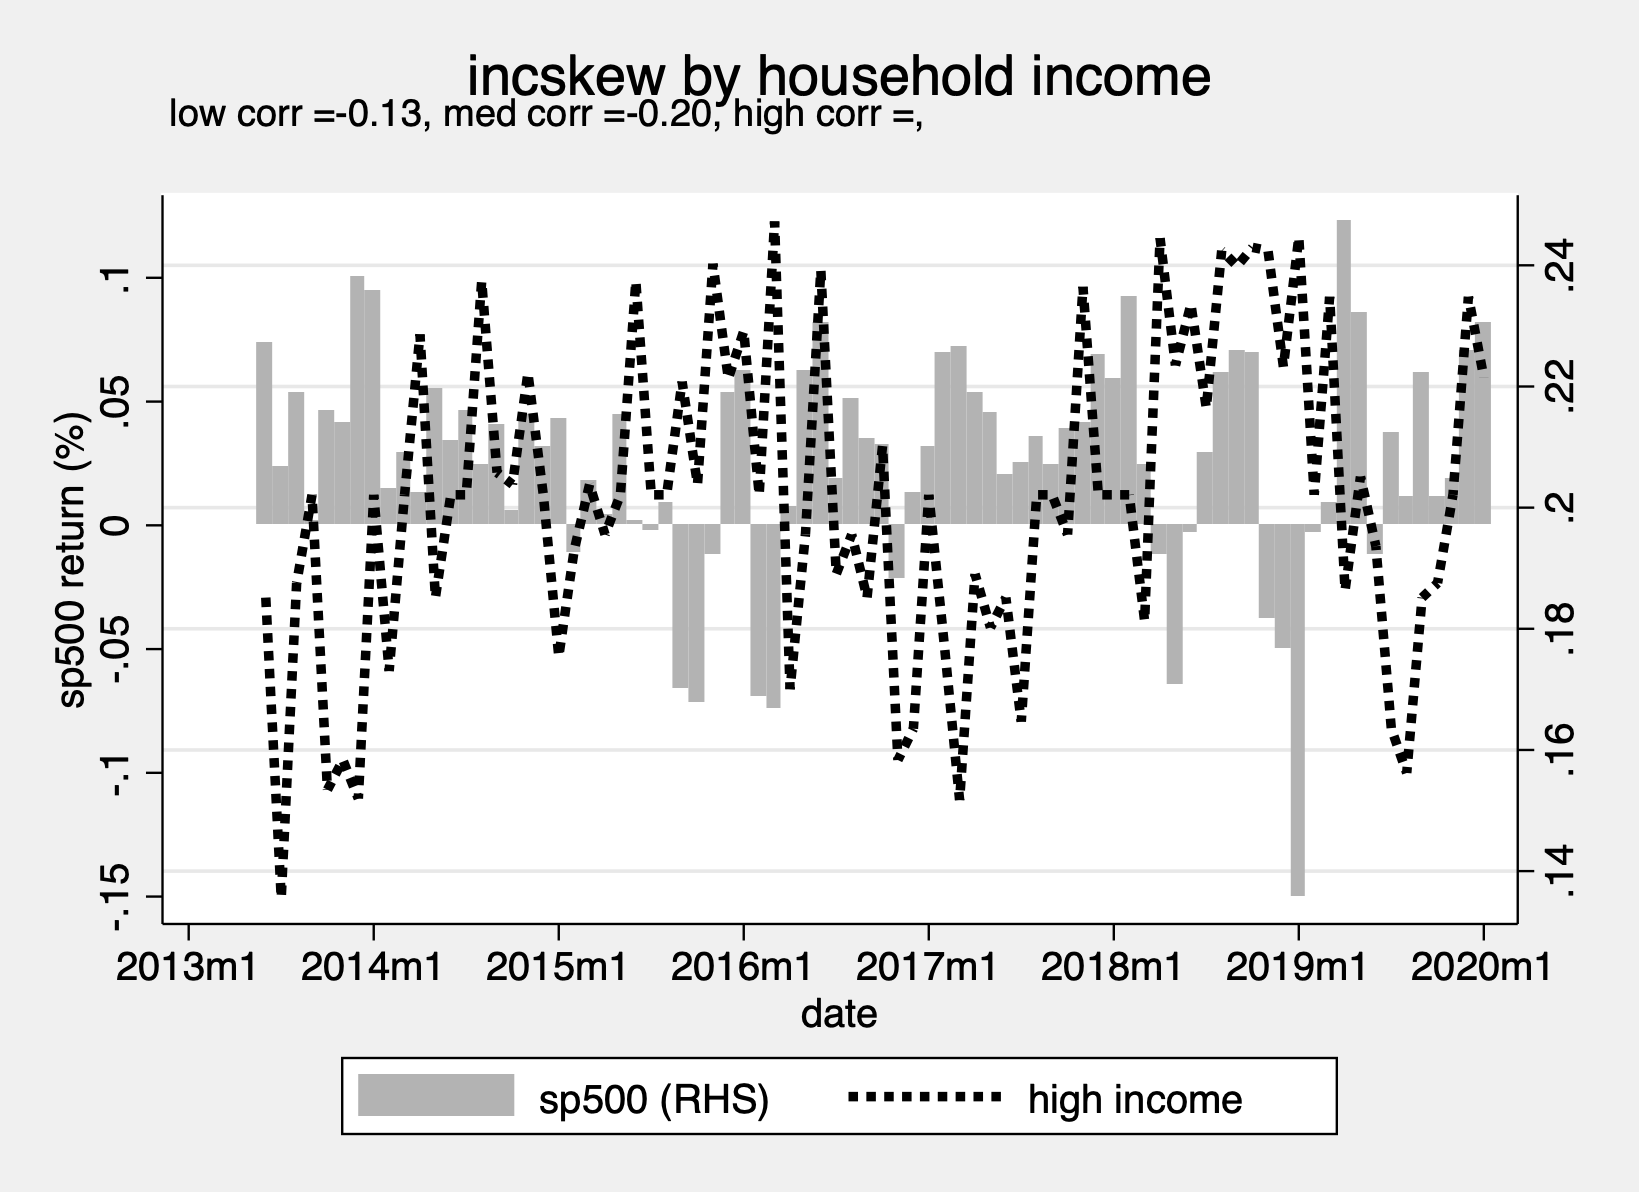 incskew by household income
low corr =-0.13, med corr =-0.20, high corr =,
sp500 return (%)
.1
.05
0
-.05
-.1
-.15
.24
.22
.2
.18
.16
.14
2013m1 2014m1 2015m1 2016m1 2017m1 2018m1 2019m1 2020m1
date
sp500 (RHS) high income